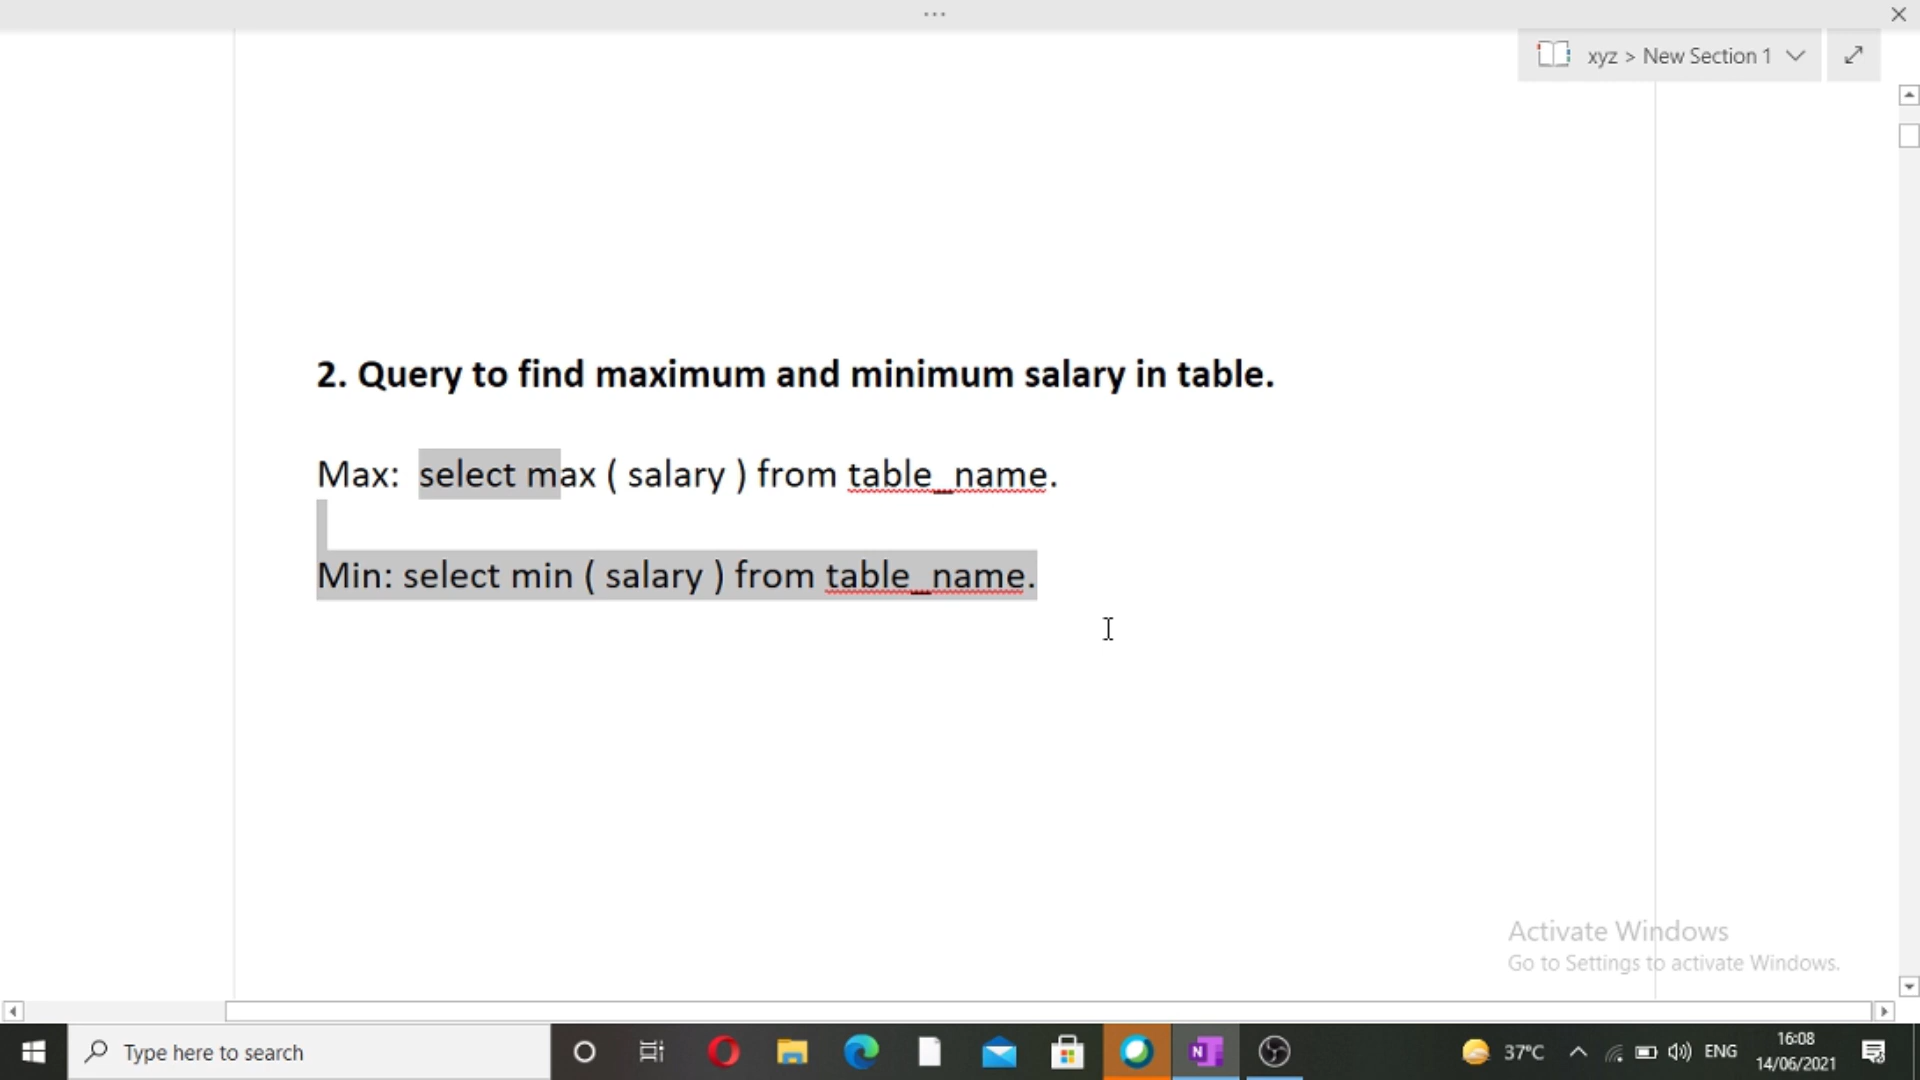 ...
xyz > New Section 1
2. Query to find maximum and minimum salary in table.
Max:  select max ( salary ) from table_name.
Min: select min ( salary ) from table_name.
Activate Windows
Go to Settings to activate Windows.
Type here to search
N
37°C
ENG
16:08
14/06/2021